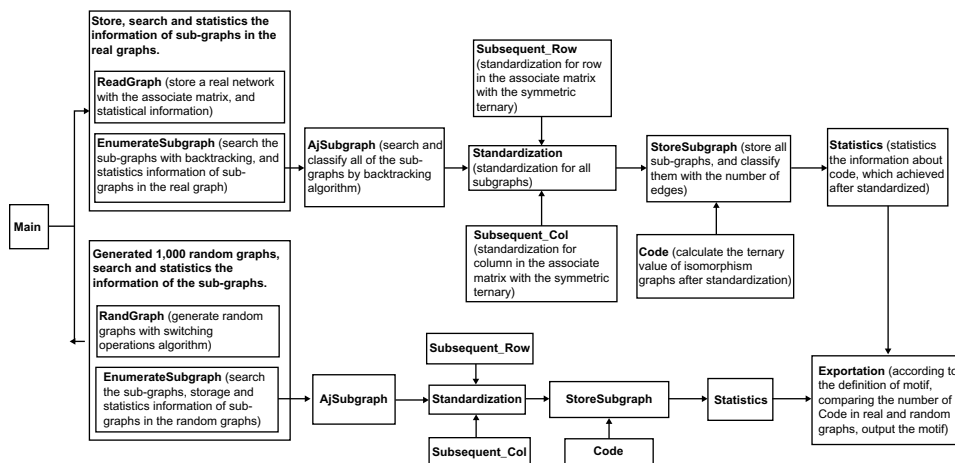 Store, search and statistics the
information of sub-graphs in the
real graphs.
ReadGraph (store a real network
with the associate matrix, and
statistical information)
EnumerateSubgraph (search
the sub-graphs with backtracking, and
statistics information of
sub-graphs in the real graph)
AjSubgraph (search and
classify all of the sub-
graphs by backtracking
algorithm)
Subsequent_Row
(standardization for row
in the associate matrix
with the symmetric
ternary)
Standardization
(standardization for all
subgraphs)
Subsequent_Col
(standardization for
column in the associate
matrix with the symmetric
ternary)
StoreSubgraph (store all
sub-graphs, and classify
them with the number of
edges)
Code (calculate the ternary
value of isomorphism
graphs after standardization)
Statistics (statistics
the information about
code, which achieved
after standardized)
Main
Generated 1,000 random graphs,
search and statistics the
information of the sub-graphs.
RandGraph (generate random
graphs with switching
operations algorithm)
EnumerateSubgraph (search
the sub-graphs, storage and
statistics information of sub-
graphs in the random graphs)
AjSubgraph
Subsequent_Row
Standardization
Subsequent_Col
StoreSubgraph
Code
Statistics
Exportation (according to
the definition of motif,
comparing the number of
Code in real and random
graphs, output the motif)